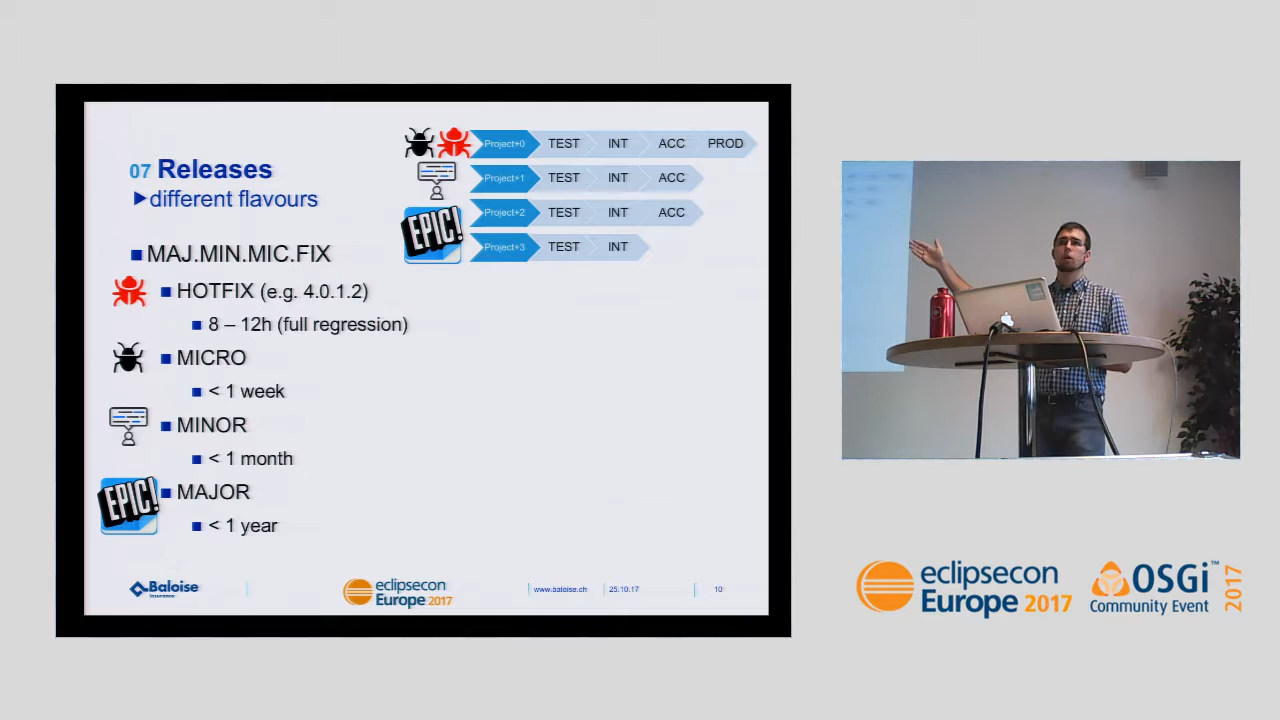 07 Releases
different flavours
MAJ.MIN.MIC.FIX
HOTFIX (e.g. 4.0.1.2)
8 – 12h (full regression)
MICRO
< 1 week
MINOR
< 1 month
EPIC!
MAJOR
< 1 year
Project+0 TEST INT ACC PROD
Project+1 TEST INT ACC
EPIC!
Project+2 TEST INT ACC
Project+3 TEST INT
Baloise
Insurance
eclipsecon
Europe 2017
www.baloise.ch
25.10.17
10
eclipsecon
Europe 2017
OSGi™
Community Event
2017